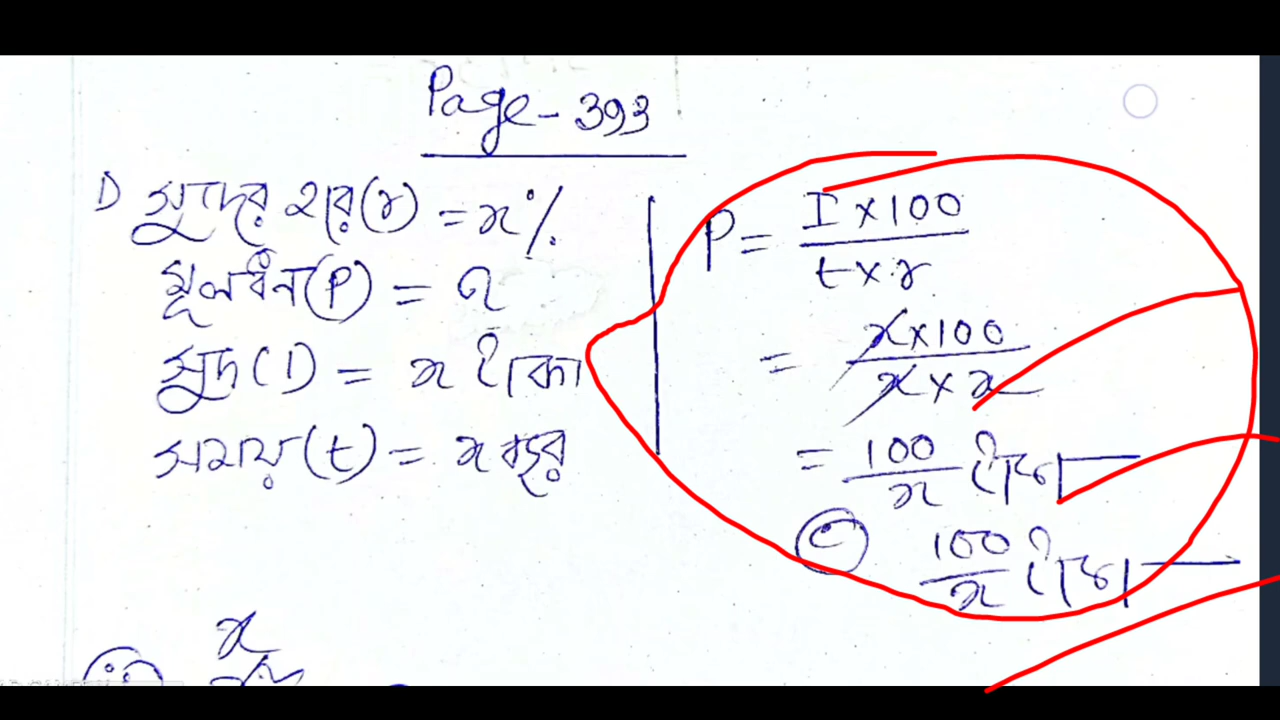 Page - 393
1) সুদের হার(r) = x%
মূলধন(P) = ?
সুদ(I) = x টাকা
সময়(t) = x বছর
P = I×100 / t×r
= x×100 / x×x
= 100/x টাকা
C 100/x টাকা
x